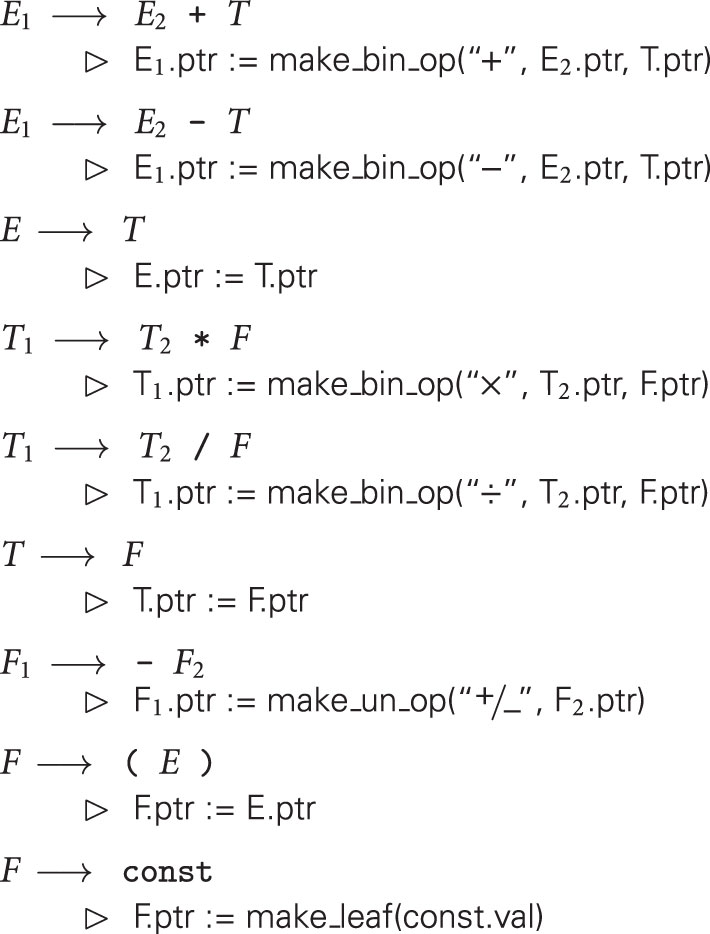 E₁ ⟶ E₂ + T
▷ E₁.ptr := make_bin_op(“+”, E₂.ptr, T.ptr)
E₁ ⟶ E₂ - T
▷ E₁.ptr := make_bin_op(“−”, E₂.ptr, T.ptr)
E ⟶ T
▷ E.ptr := T.ptr
T₁ ⟶ T₂ * F
▷ T₁.ptr := make_bin_op(“×”, T₂.ptr, F.ptr)
T₁ ⟶ T₂ / F
▷ T₁.ptr := make_bin_op(“÷”, T₂.ptr, F.ptr)
T ⟶ F
▷ T.ptr := F.ptr
F₁ ⟶ - F₂
▷ F₁.ptr := make_un_op(“+/_”, F₂.ptr)
F ⟶ ( E )
▷ F.ptr := E.ptr
F ⟶ const
▷ F.ptr := make_leaf(const.val)